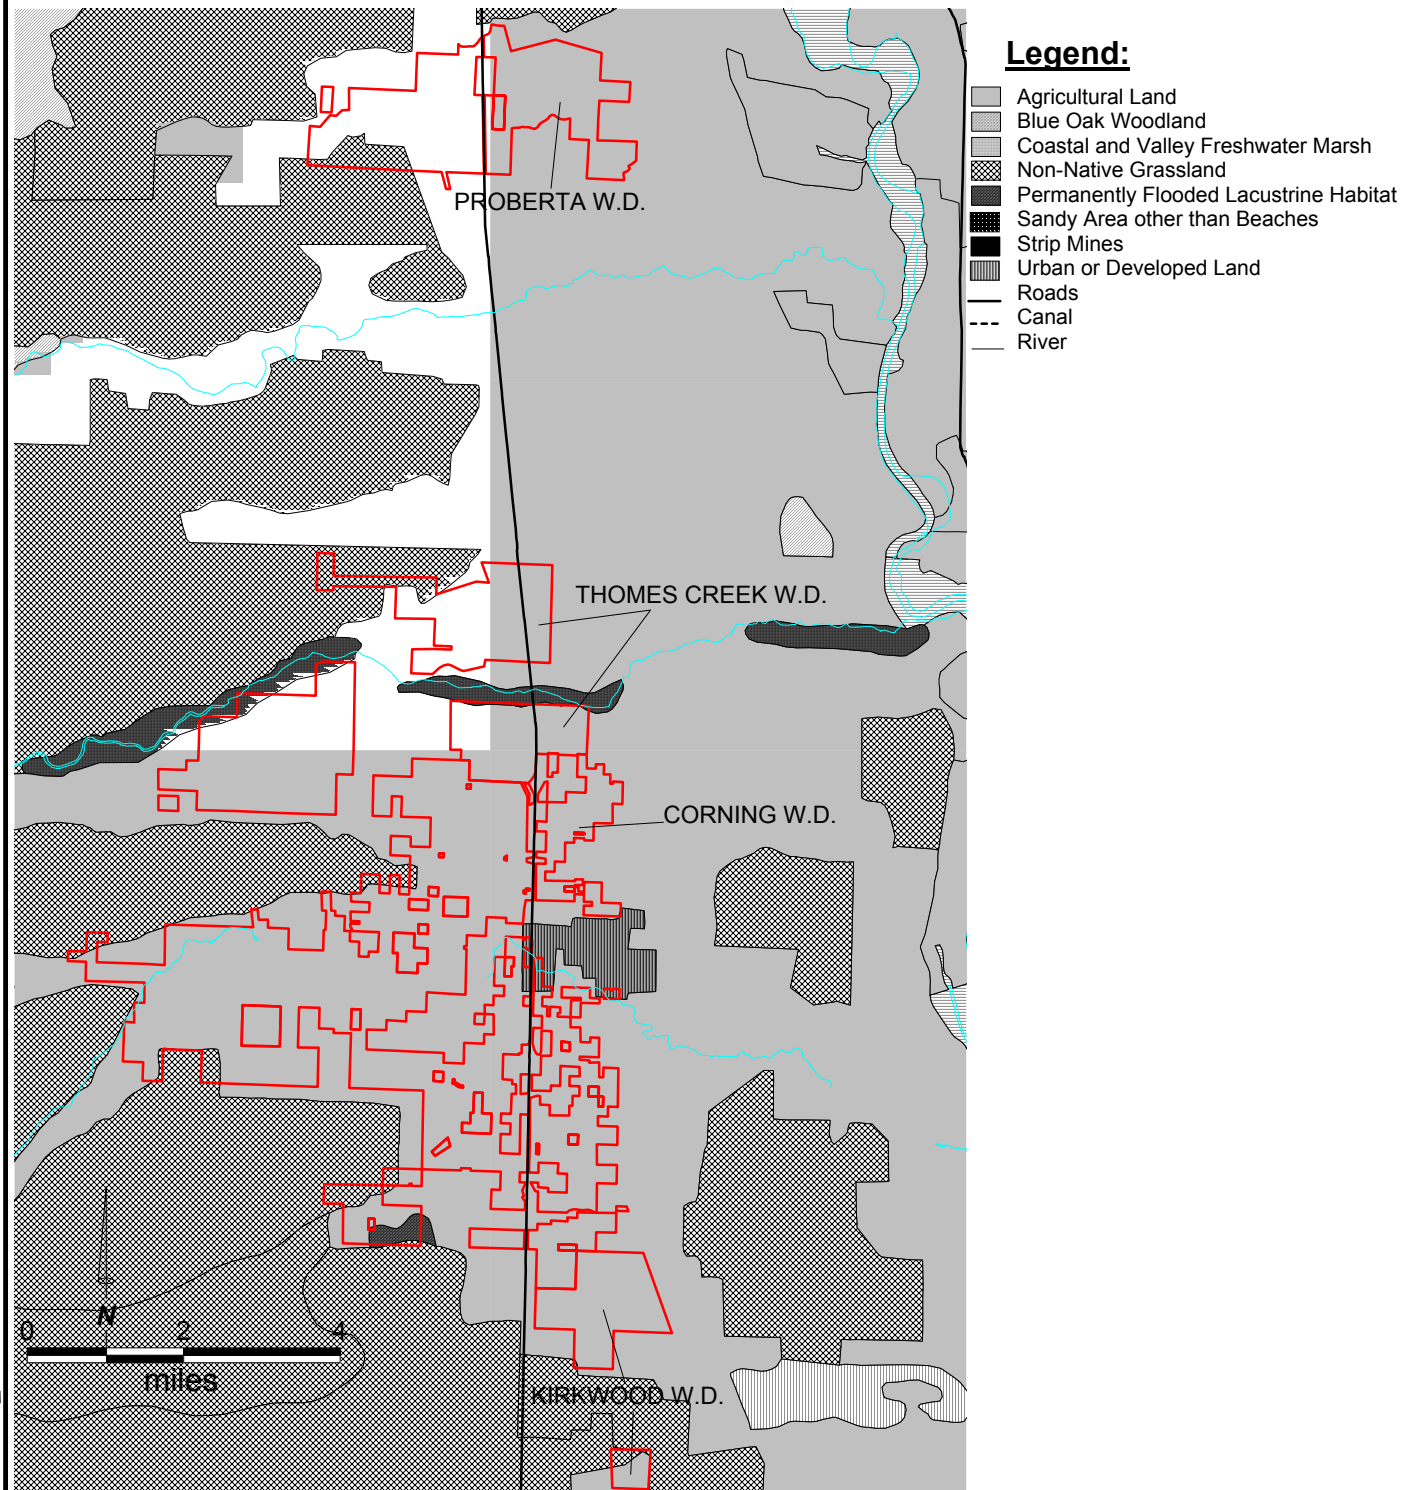 Legend:
Agricultural Land
Blue Oak Woodland
Coastal and Valley Freshwater Marsh
Non-Native Grassland
Permanently Flooded Lacustrine Habitat
Sandy Area other than Beaches
Strip Mines
Urban or Developed Land
Roads
Canal
River
PROBERTA W.D.
THOMES CREEK W.D.
CORNING W.D.
KIRKWOOD W.D.
N
0 2 4
miles